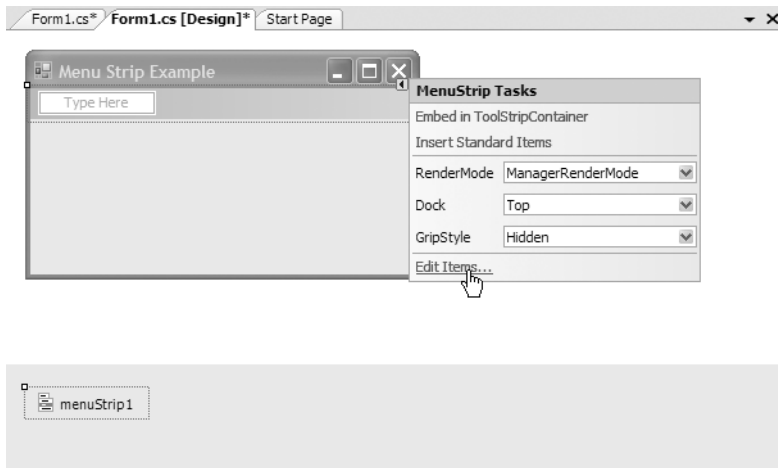 Form1.cs* Form1.cs [Design]* Start Page
Menu Strip Example
Type Here
MenuStrip Tasks
Embed in ToolStripContainer
Insert Standard Items
RenderMode ManagerRenderMode
Dock Top
GripStyle Hidden
Edit Items...
menuStrip1